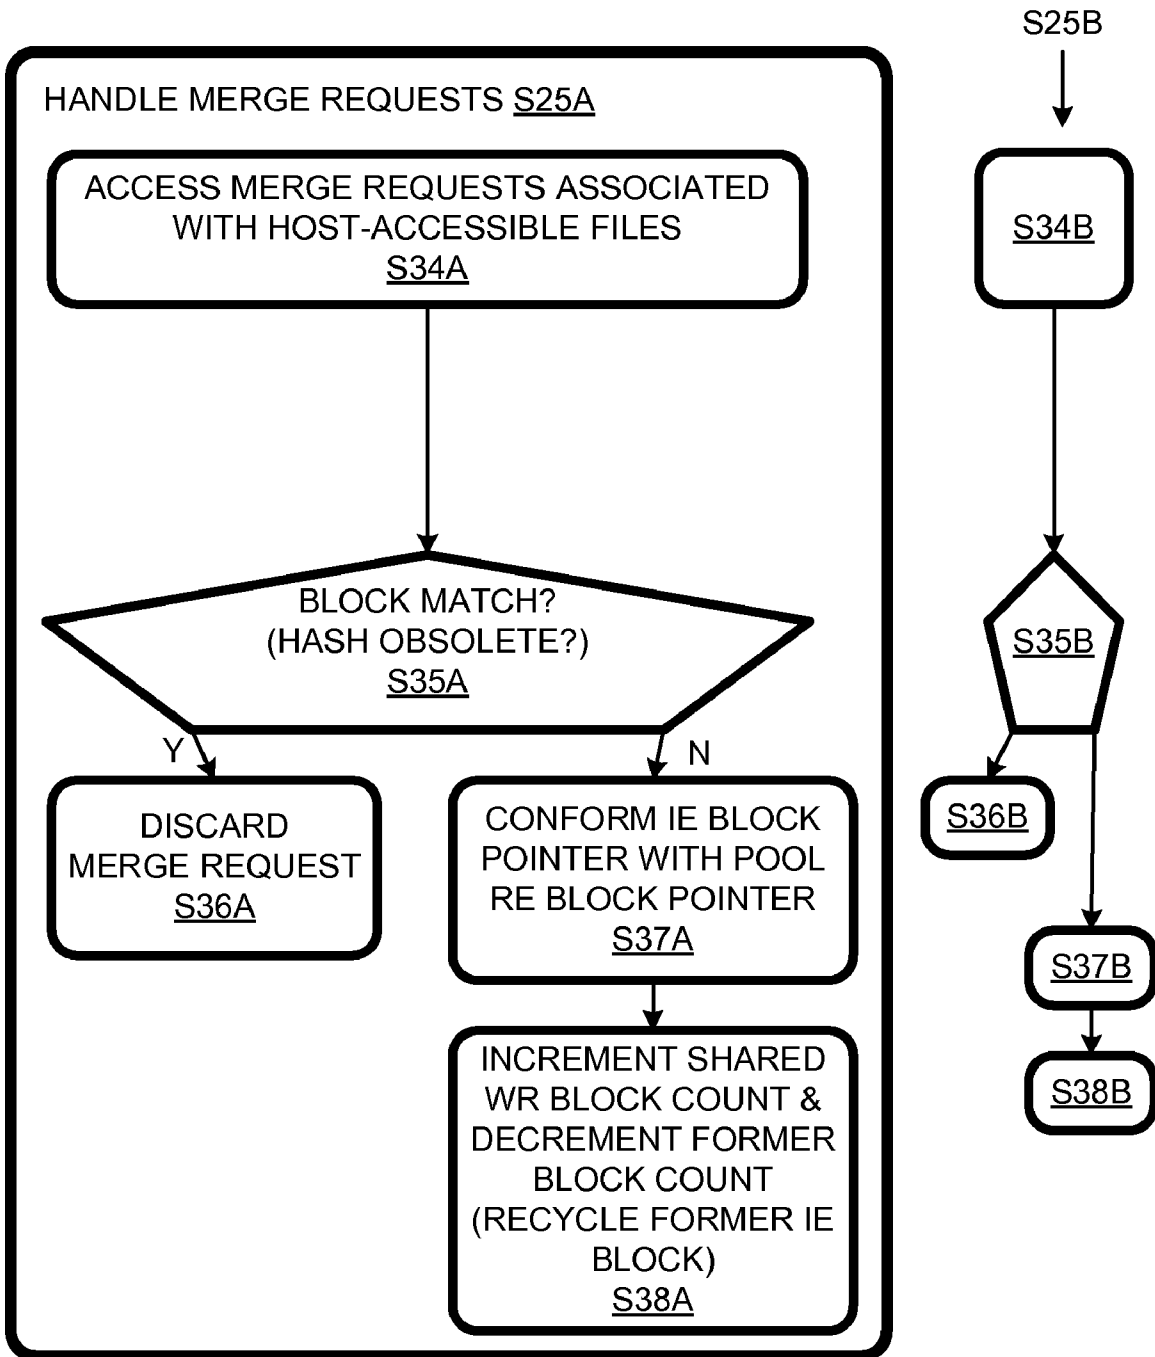 HANDLE MERGE REQUESTS S25A
ACCESS MERGE REQUESTS ASSOCIATED
WITH HOST-ACCESSIBLE FILES
S34A
BLOCK MATCH?
(HASH OBSOLETE?)
S35A
Y
N
DISCARD
MERGE REQUEST
S36A
CONFORM IE BLOCK
POINTER WITH POOL
RE BLOCK POINTER
S37A
INCREMENT SHARED
WR BLOCK COUNT &
DECREMENT FORMER
BLOCK COUNT
(RECYCLE FORMER IE
BLOCK)
S38A
S25B
S34B
S35B
S36B
S37B
S38B